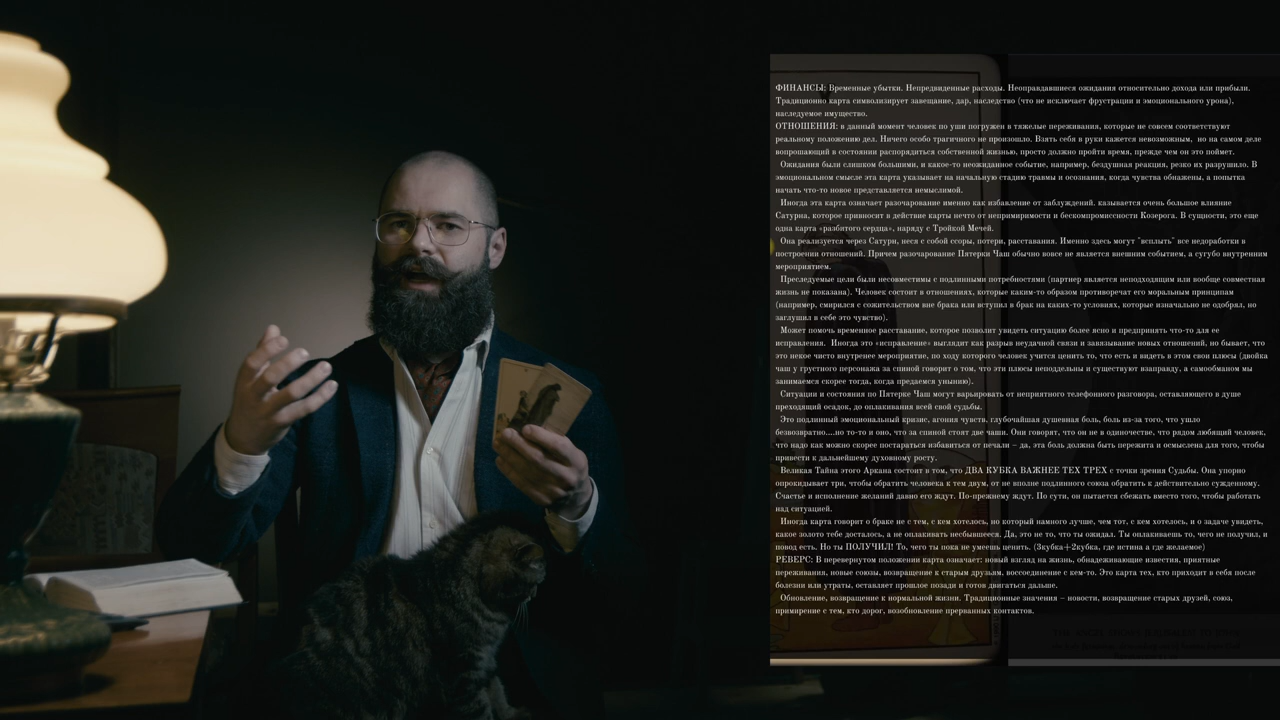 ФИНАНСЫ: Временные убытки. Непредвиденные расходы. Неоправдавшиеся ожидания относительно дохода или прибыли.
Традиционно карта символизирует завещание, дар, наследство (что не исключает фрустрации и эмоционального урона),
наследуемое имущество.
ОТНОШЕНИЯ: в данный момент человек по уши погружен в тяжелые переживания, которые не совсем соответствуют
реальному положению дел. Ничего особо трагичного не произошло. Взять себя в руки кажется невозможным, но на самом деле
вопрошающий в состоянии распорядиться собственной жизнью, просто должно пройти время, прежде чем он это поймет.
Ожидания были слишком большими, и какое-то неожиданное событие, например, бездушная реакция, резко их разрушило. В
эмоциональном смысле эта карта указывает на начальную стадию травмы и осознания, когда чувства обнажены, а попытка
начать что-то новое представляется немыслимой.
Иногда эта карта означает разочарование именно как избавление от заблуждений. казывается очень большое влияние
Сатурна, которое привносит в действие карты нечто от непримиримости и бескомпромиссности Козерога. В сущности, это еще
одна карта «разбитого сердца», наряду с Тройкой Мечей.
Она реализуется через Сатурн, неся с собой ссоры, потери, расставания. Именно здесь могут "всплыть" все недоработки в
построении отношений. Причем разочарование Пятерки Чаш обычно вовсе не является внешним событием, а сугубо внутренним
мероприятием.
Преследуемые цели были несовместимы с подлинными потребностями (партнер является неподходящим или вообще совместная
жизнь не показана). Человек состоит в отношениях, которые каким-то образом противоречат его моральным принципам
(например, смирился с сожительством вне брака или вступил в брак на каких-то условиях, которые изначально не одобрял, но
заглушил в себе это чувство).
Может помочь временное расставание, которое позволит увидеть ситуацию более ясно и предпринять что-то для ее
исправления. Иногда это «исправление» выглядит как разрыв неудачной связи и завязывание новых отношений, но бывает, что
это некое чисто внутренее мероприятие, по ходу которого человек учится ценить то, что есть и видеть в этом свои плюсы (двойка
чаш у грустного персонажа за спиной говорит о том, что эти плюсы неподдельны и существуют взаправду, а самообманом мы
занимаемся скорее тогда, когда предаемся унынию).
Ситуации и состояния по Пятерке Чаш могут варьировать от неприятного телефонного разговора, оставляющего в душе
преходящий осадок, до оплакивания всей свой судьбы.
Это подлинный эмоциональный кризис, агония чувств, глубочайшая душевная боль, боль из-за того, что ушло
безвозвратно....но то-то и оно, что за спиной стоят две чаши. Они говорят, что он не в одиночестве, что рядом любящий человек,
что надо как можно скорее постараться избавиться от печали – да, эта боль должна быть пережита и осмыслена для того, чтобы
привести к дальнейшему духовному росту.
Великая Тайна этого Аркана состоит в том, что ДВА КУБКА ВАЖНЕЕ ТЕХ ТРЕХ с точки зрения Судьбы. Она упорно
опрокидывает три, чтобы обратить человека к тем двум, от не вполне подлинного союза обратить к действительно сужденному.
Счастье и исполнение желаний давно его ждут. По-прежнему ждут. По сути, он пытается сбежать вместо того, чтобы работать
над ситуацией.
Иногда карта говорит о браке не с тем, с кем хотелось, но который намного лучше, чем тот, с кем хотелось, и о задаче увидеть,
какое золото тебе досталось, а не оплакивать несбывшееся. Да, это не то, что ты ожидал. Ты оплакиваешь то, чего не получил, и
повод есть. Но ты ПОЛУЧИЛ! То, чего ты пока не умеешь ценить. (3кубка+2кубка, где истина а где желаемое)
РЕВЕРС: В перевернутом положении карта означает: новый взгляд на жизнь, обнадеживающие известия, приятные
переживания, новые союзы, возвращение к старым друзьям, воссоединение с кем-то. Это карта тех, кто приходит в себя после
болезни или утраты, оставляет прошлое позади и готов двигаться дальше.
Обновление, возвращение к нормальной жизни. Традиционные значения – новости, возвращение старых друзей, союз,
примирение с тем, кто дорог, возобновление прерванных контактов.